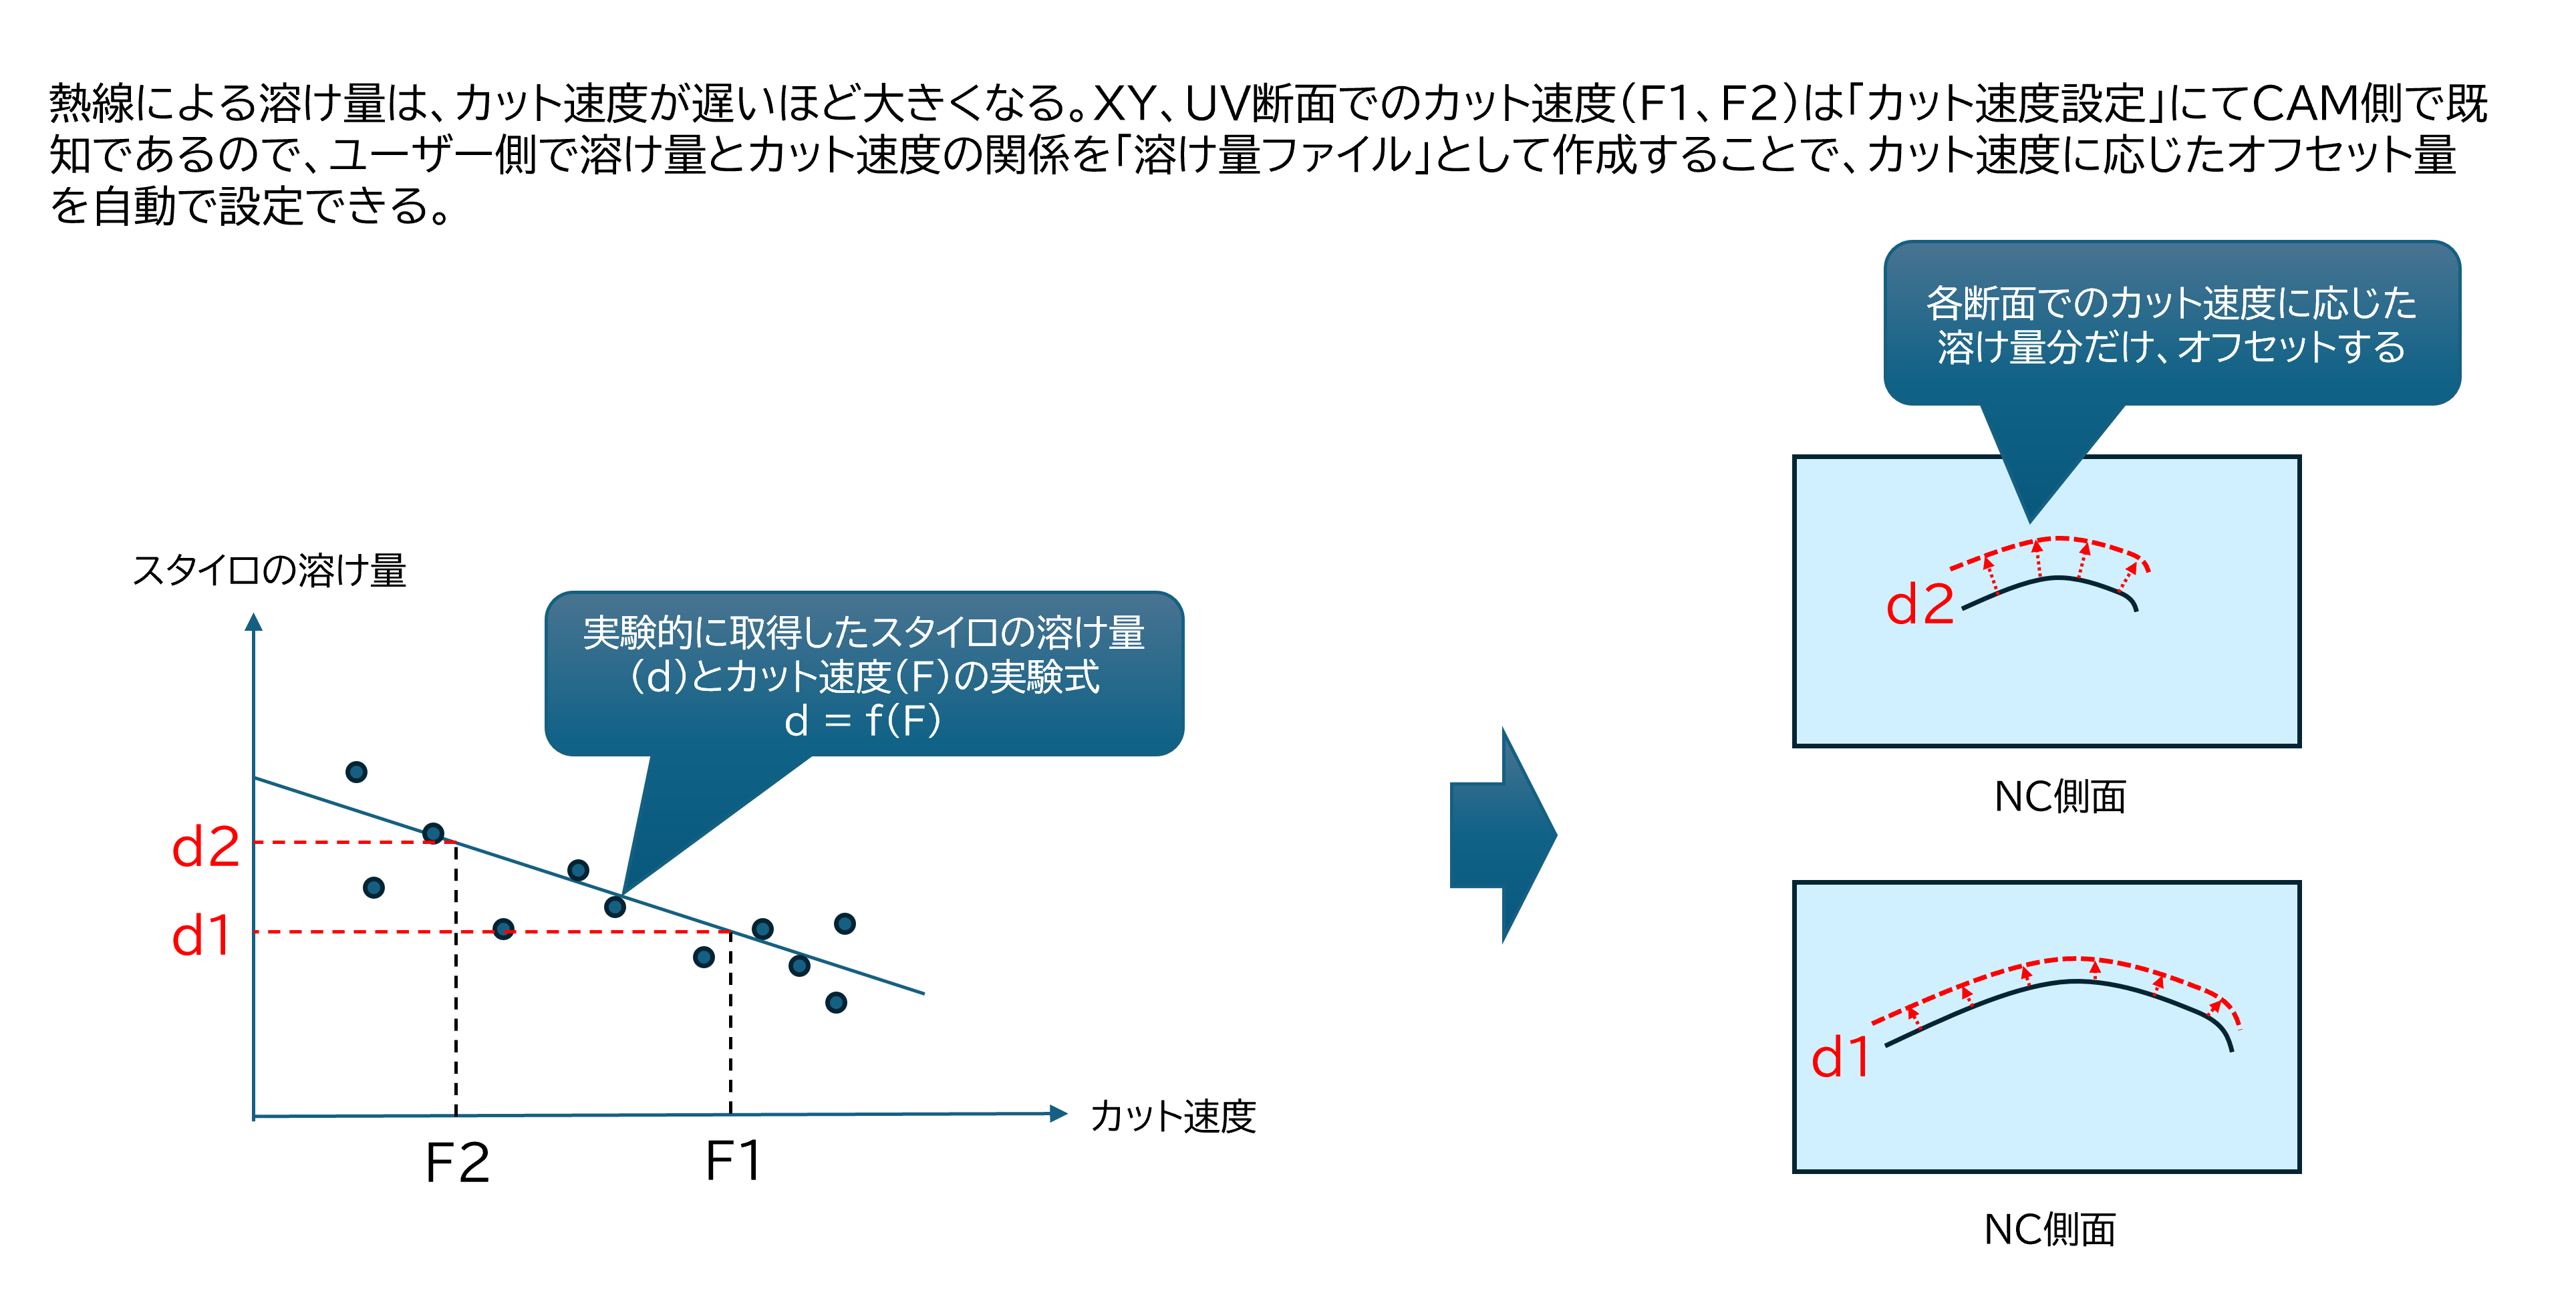 熱線による溶け量は、カット速度が遅いほど大きくなる。XY、UV断面でのカット速度（F1、F2）は「カット速度設定」にてCAM側で既
知であるので、ユーザー側で溶け量とカット速度の関係を「溶け量ファイル」として作成することで、カット速度に応じたオフセット量
を自動で設定できる。
各断面でのカット速度に応じた
溶け量分だけ、オフセットする
スタイロの溶け量
実験的に取得したスタイロの溶け量
（d）とカット速度（F）の実験式
d = f（F）
d2
d1
F2
F1
カット速度
d2
NC側面
d1
NC側面